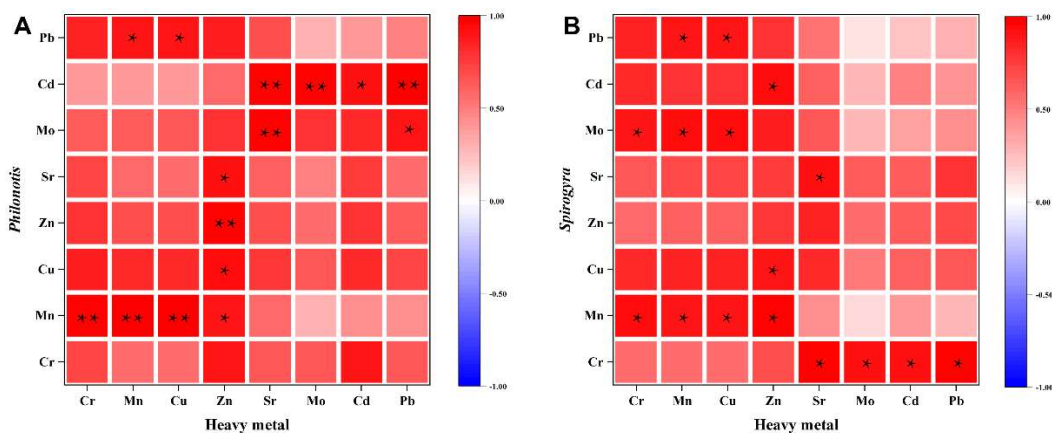 A
Philonotis
Pb
Cd
Mo
Sr
Zn
Cu
Mn
Cr
* *
** ** * **
** *
*
**
*
** ** ** *
Cr Mn Cu Zn Sr Mo Cd Pb
Heavy metal
1.00
0.50
0.00
-0.50
-1.00
B
Spirogyra
Pb
Cd
Mo
Sr
Zn
Cu
Mn
Cr
* *
*
* * *
*
*
* * * *
* * * *
Cr Mn Cu Zn Sr Mo Cd Pb
Heavy metal
1.00
0.50
0.00
-0.50
-1.00